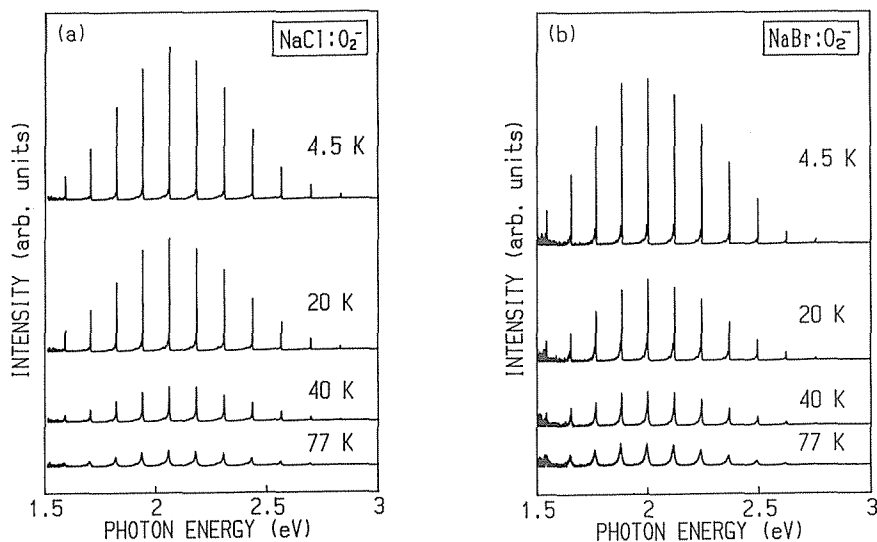 (a)
NaCl:O₂⁻
4.5 K
20 K
40 K
77 K
INTENSITY (arb. units)
1.5 2 2.5 3
PHOTON ENERGY (eV)
(b)
NaBr:O₂⁻
4.5 K
20 K
40 K
77 K
INTENSITY (arb. units)
1.5 2 2.5 3
PHOTON ENERGY (eV)